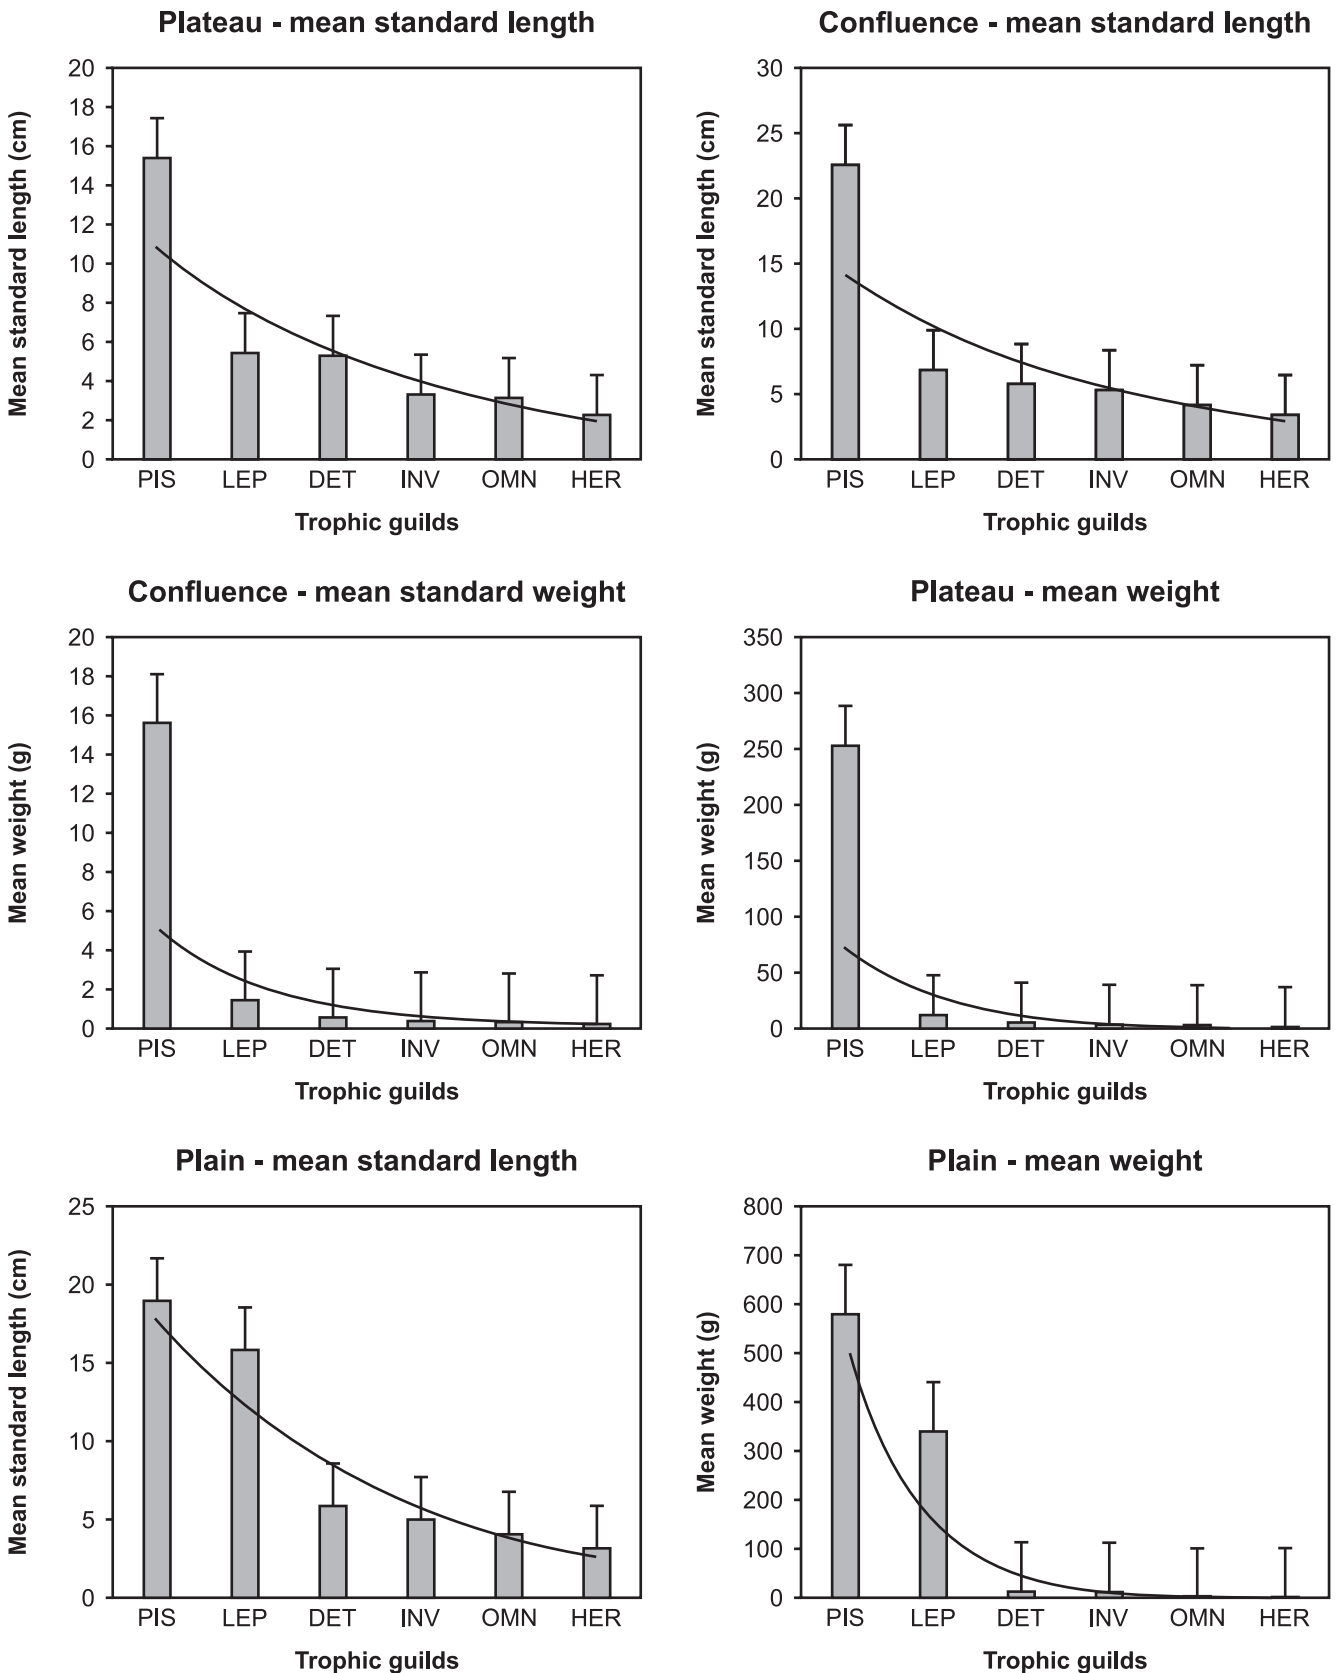 Plateau - mean standard length
Mean standard length (cm)
20
18
16
14
12
10
8
6
4
2
0
PIS LEP DET INV OMN HER
Trophic guilds
Confluence - mean standard length
Mean standard length (cm)
30
25
20
15
10
5
0
PIS LEP DET INV OMN HER
Trophic guilds
Confluence - mean standard weight
Mean weight (g)
20
18
16
14
12
10
8
6
4
2
0
PIS LEP DET INV OMN HER
Trophic guilds
Plateau - mean weight
Mean weight (g)
350
300
250
200
150
100
50
0
PIS LEP DET INV OMN HER
Trophic guilds
Plain - mean standard length
Mean standard length (cm)
25
20
15
10
5
0
PIS LEP DET INV OMN HER
Trophic guilds
Plain - mean weight
Mean weight (g)
800
700
600
500
400
300
200
100
0
PIS LEP DET INV OMN HER
Trophic guilds